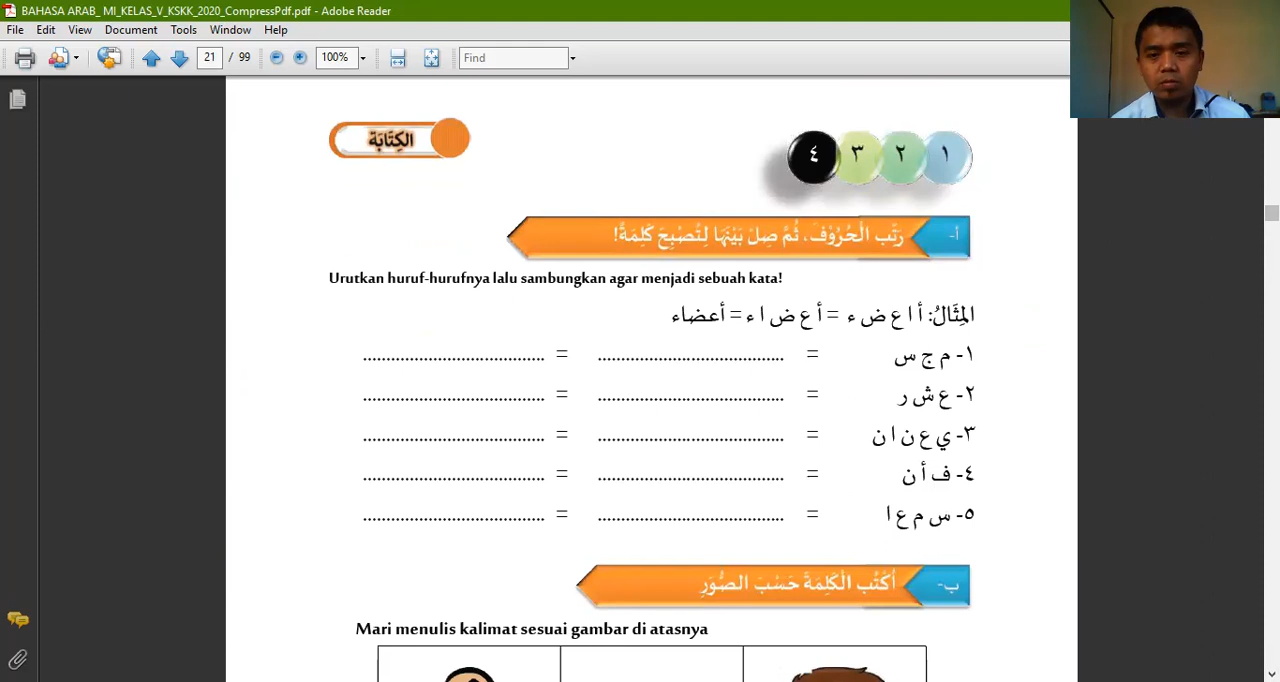 BAHASA ARAB_ MI_KELAS_V_KSKK_2020_CompressPdf.pdf - Adobe Reader
File Edit View Document Tools Window Help
21 / 99 100% Find
الكِتَابَة
١ ٢ ٣ ٤
أ- رَتِّب الْحُرُوْفَ، ثُمَّ صِلْ بَيْنَهَا لِتُصْبِحَ كَلِمَةً!
Urutkan huruf-hurufnya lalu sambungkan agar menjadi sebuah kata!
المِثَالُ: أ ا ع ض ء = أ ع ض ا ء = أعضاء
١- م ج س = ........................................ = ........................................
٢- ع ش ر = ........................................ = ........................................
٣- ي ع ن ا ن = ........................................ = ........................................
٤- ف أ ن = ........................................ = ........................................
٥- س م ع ا = ........................................ = ........................................
ب- أُكْتُب الْكَلِمَةَ حَسْبَ الصُّوَرِ
Mari menulis kalimat sesuai gambar di atasnya